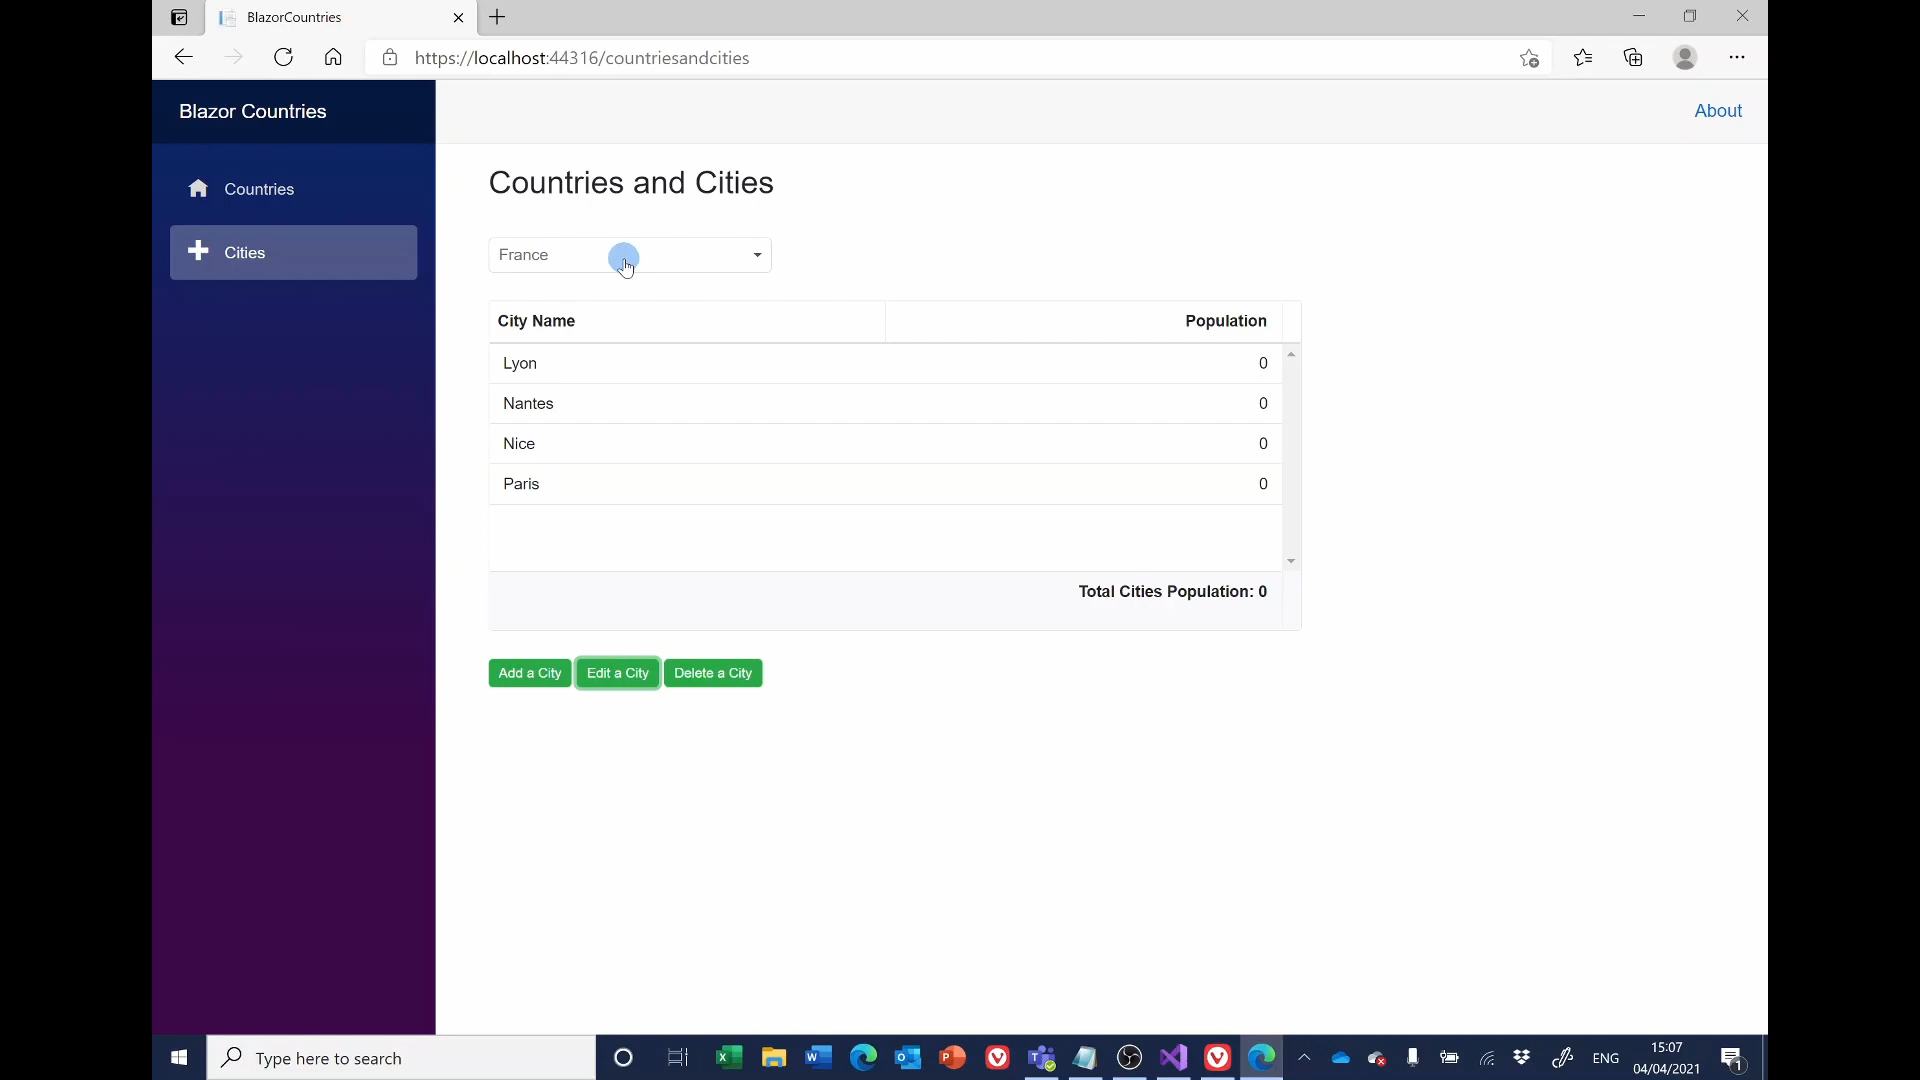 BlazorCountries
https://localhost:44316/countriesandcities
Blazor Countries
About
Countries
Cities
Countries and Cities
France
City Name Population
Lyon 0
Nantes 0
Nice 0
Paris 0
Total Cities Population: 0
Add a City Edit a City Delete a City
Type here to search
ENG
15:07
04/04/2021
1